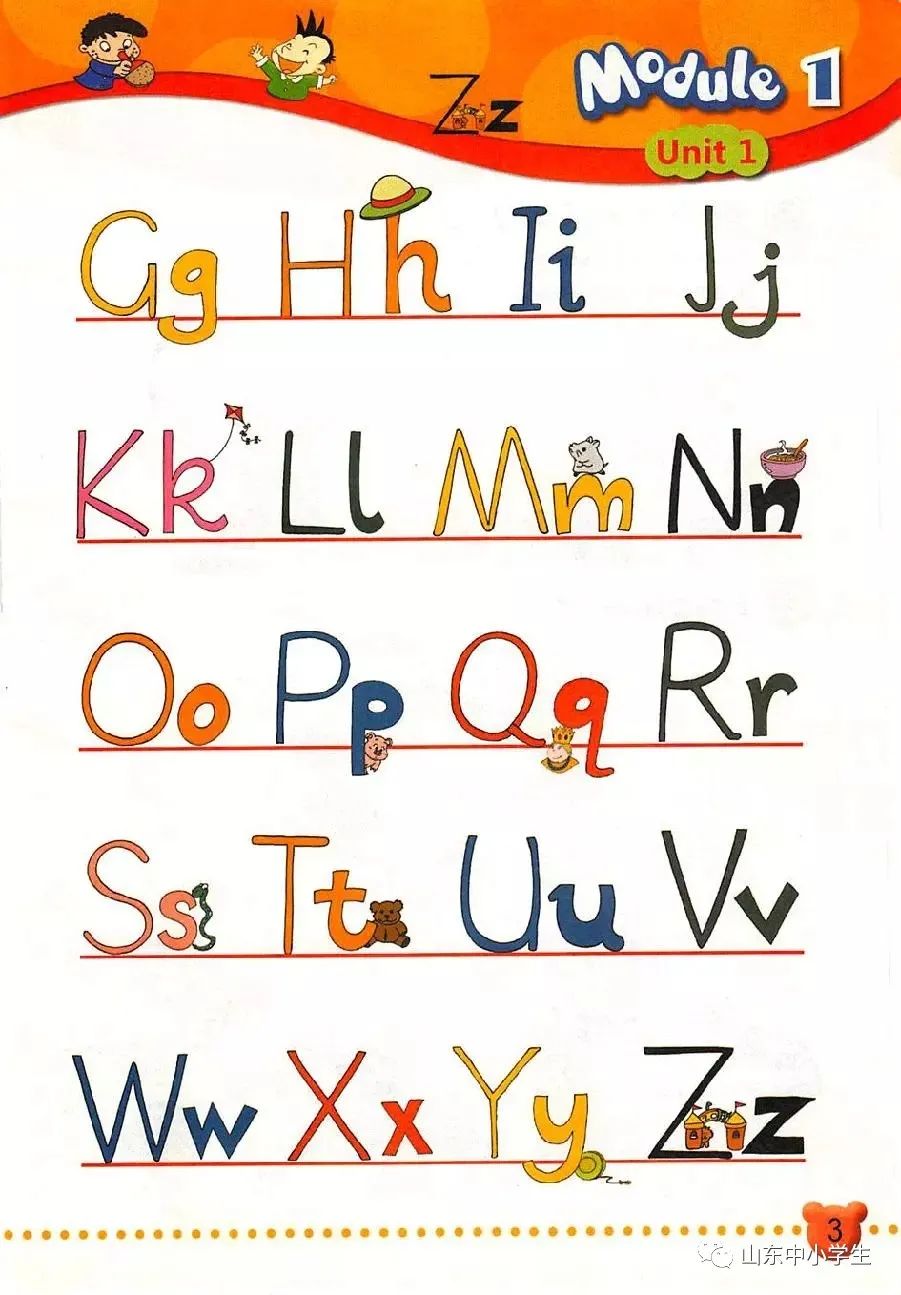 Zz
Module 1
Unit 1
Gg Hh Ii Jj
Kk Ll Mm Nn
Oo Pp Qq Rr
Ss Tt Uu Vv
Ww Xx Yy Zz
3
山东中小学生